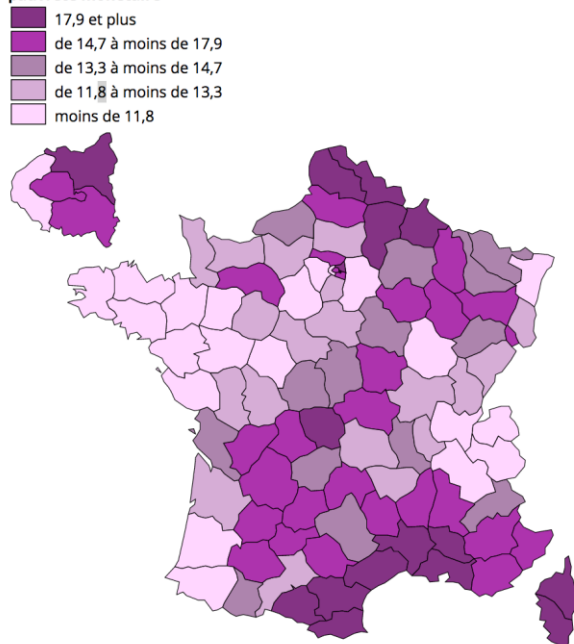 17,9 et plus
de 14,7 à moins de 17,9
de 13,3 à moins de 14,7
de 11,8 à moins de 13,3
moins de 11,8